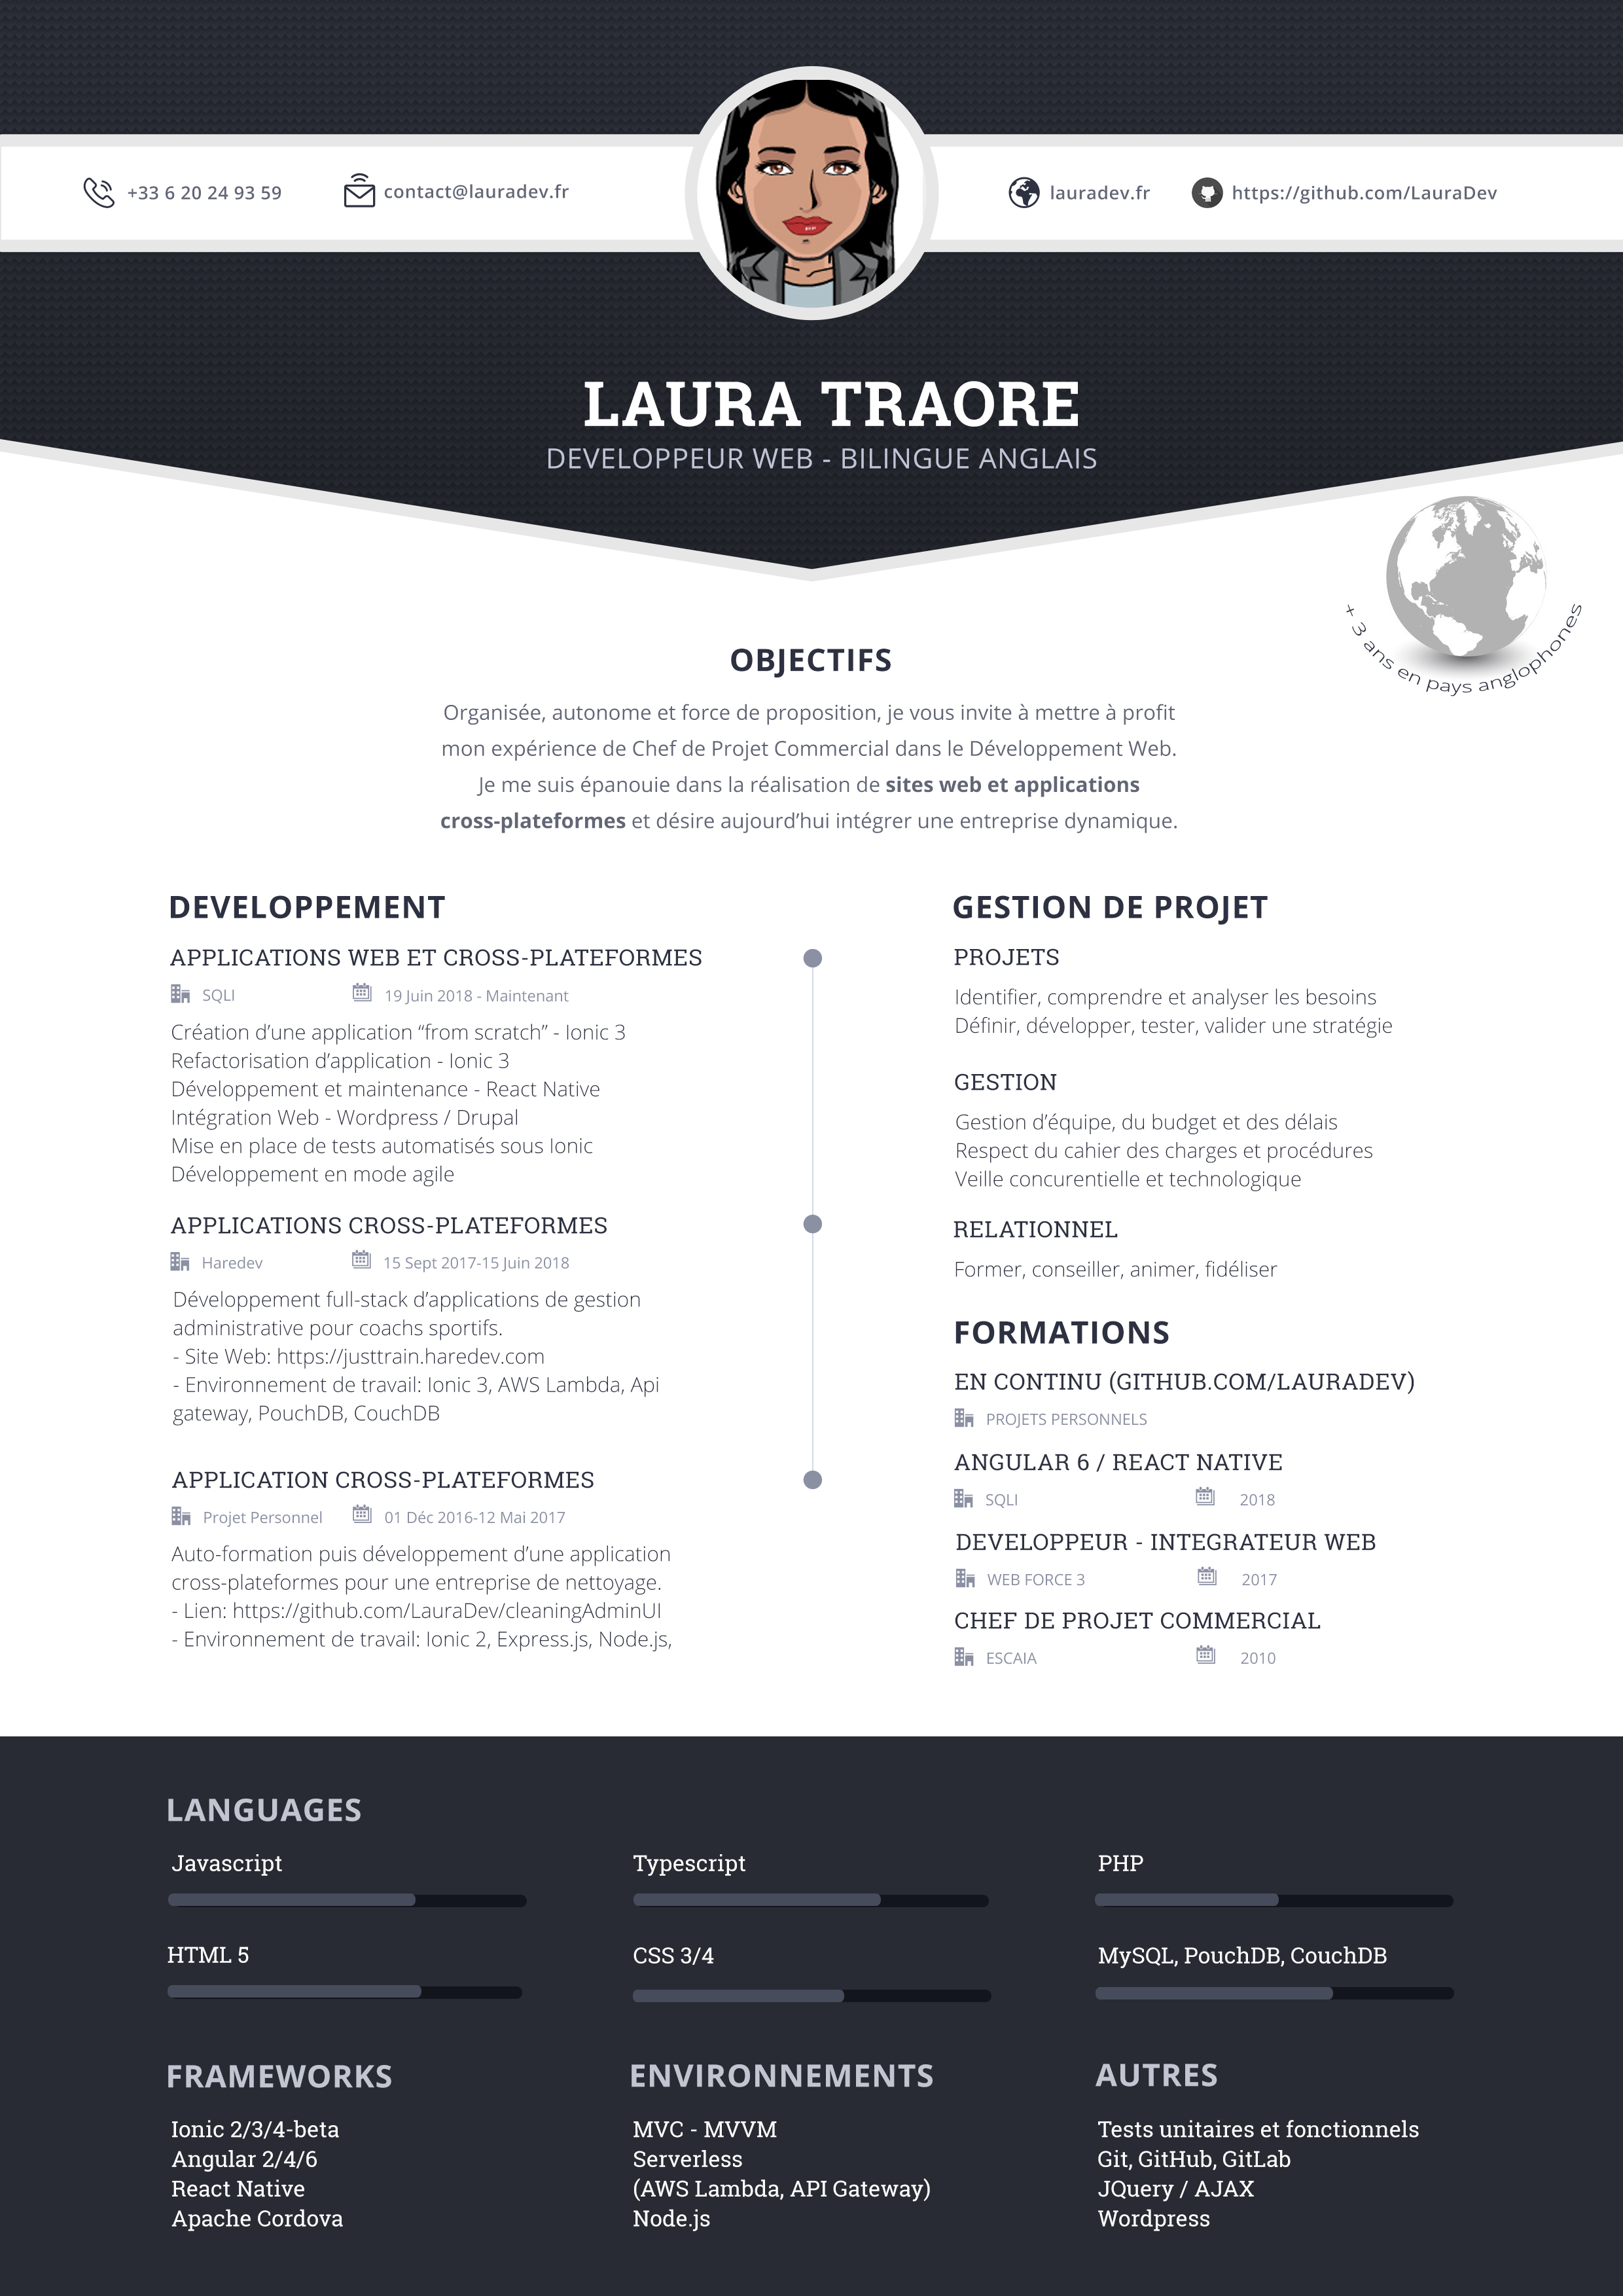 +33 6 20 24 93 59
contact@lauradev.fr
lauradev.fr
https://github.com/LauraDev
LAURA TRAORE
DEVELOPPEUR WEB - BILINGUE ANGLAIS
+ 3 ans en pays anglophones
OBJECTIFS
Organisée, autonome et force de proposition, je vous invite à mettre à profit
mon expérience de Chef de Projet Commercial dans le Développement Web.
Je me suis épanouie dans la réalisation de sites web et applications
cross-plateformes et désire aujourd’hui intégrer une entreprise dynamique.
DEVELOPPEMENT
APPLICATIONS WEB ET CROSS-PLATEFORMES
SQLI
19 Juin 2018 - Maintenant
Création d’une application “from scratch” - Ionic 3
Refactorisation d’application - Ionic 3
Développement et maintenance - React Native
Intégration Web - Wordpress / Drupal
Mise en place de tests automatisés sous Ionic
Développement en mode agile
APPLICATIONS CROSS-PLATEFORMES
Haredev
15 Sept 2017-15 Juin 2018
Développement full-stack d’applications de gestion
administrative pour coachs sportifs.
- Site Web: https://justtrain.haredev.com
- Environnement de travail: Ionic 3, AWS Lambda, Api
gateway, PouchDB, CouchDB
APPLICATION CROSS-PLATEFORMES
Projet Personnel
01 Déc 2016-12 Mai 2017
Auto-formation puis développement d’une application
cross-plateformes pour une entreprise de nettoyage.
- Lien: https://github.com/LauraDev/cleaningAdminUI
- Environnement de travail: Ionic 2, Express.js, Node.js,
GESTION DE PROJET
PROJETS
Identifier, comprendre et analyser les besoins
Définir, développer, tester, valider une stratégie
GESTION
Gestion d’équipe, du budget et des délais
Respect du cahier des charges et procédures
Veille concurentielle et technologique
RELATIONNEL
Former, conseiller, animer, fidéliser
FORMATIONS
EN CONTINU (GITHUB.COM/LAURADEV)
PROJETS PERSONNELS
ANGULAR 6 / REACT NATIVE
SQLI
2018
DEVELOPPEUR - INTEGRATEUR WEB
WEB FORCE 3
2017
CHEF DE PROJET COMMERCIAL
ESCAIA
2010
LANGUAGES
Javascript
Typescript
PHP
HTML 5
CSS 3/4
MySQL, PouchDB, CouchDB
FRAMEWORKS
Ionic 2/3/4-beta
Angular 2/4/6
React Native
Apache Cordova
ENVIRONNEMENTS
MVC - MVVM
Serverless
(AWS Lambda, API Gateway)
Node.js
AUTRES
Tests unitaires et fonctionnels
Git, GitHub, GitLab
JQuery / AJAX
Wordpress